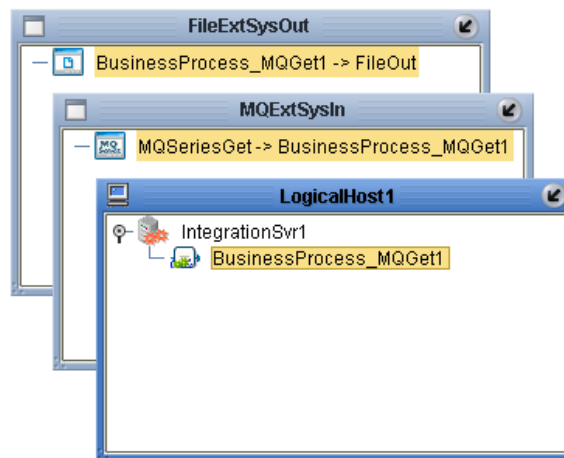 FileExtSysOut
BusinessProcess_MQGet1 -> FileOut
MQExtSysIn
MQSeriesGet -> BusinessProcess_MQGet1
LogicalHost1
IntegrationSvr1
BusinessProcess_MQGet1